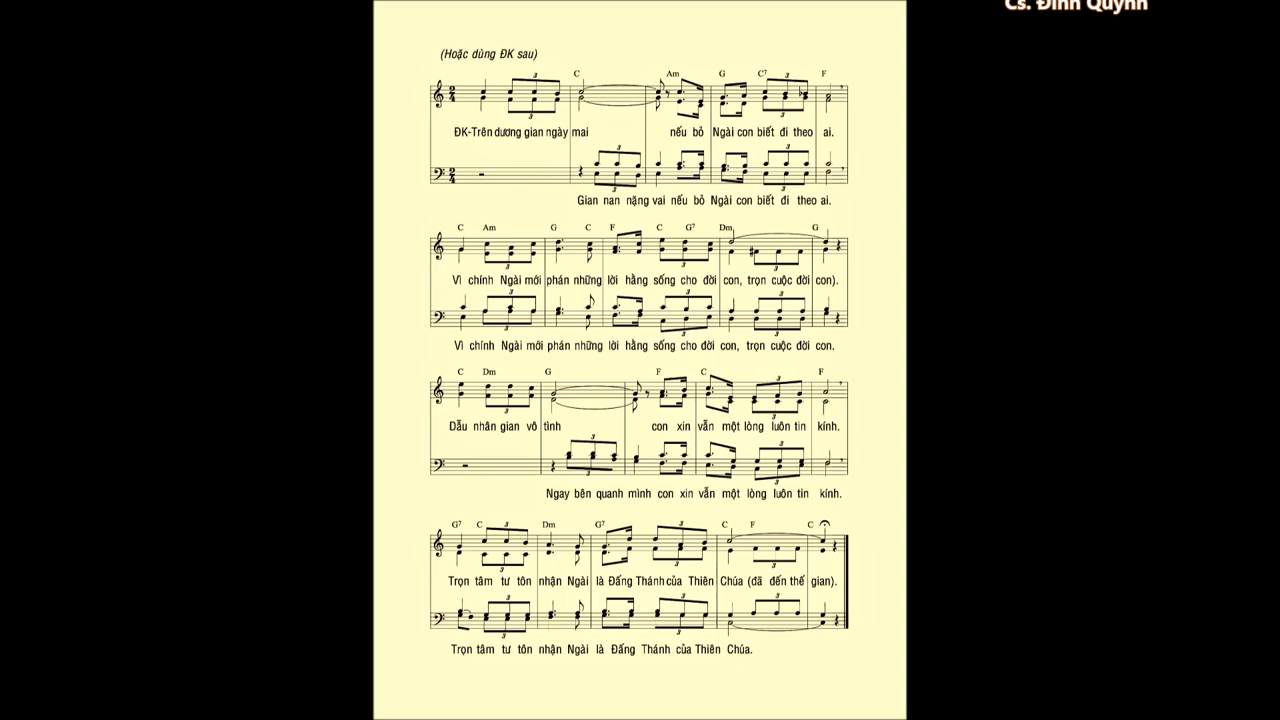 Cs. Đình Quỳnh
(Hoặc dùng ĐK sau)
C Am G C7 F
ĐK-Trên dương gian ngày mai nếu bỏ Ngài con biết đi theo ai.
Gian nan nặng vai nếu bỏ Ngài con biết đi theo ai.
C Am G C F C G7 Dm G
Vì chính Ngài mới phán những lời hằng sống cho đời con, trọn cuộc đời con).
Vì chính Ngài mới phán những lời hằng sống cho đời con, trọn cuộc đời con.
C Dm G F C F
Dẫu nhân gian vô tình con xin vẫn một lòng luôn tin kính.
Ngay bên quanh mình con xin vẫn một lòng luôn tin kính.
G7 C Dm G7 C F C
Trọn tâm tư tôn nhận Ngài là Đấng Thánh của Thiên Chúa (đã đến thế gian).
Trọn tâm tư tôn nhận Ngài là Đấng Thánh của Thiên Chúa.